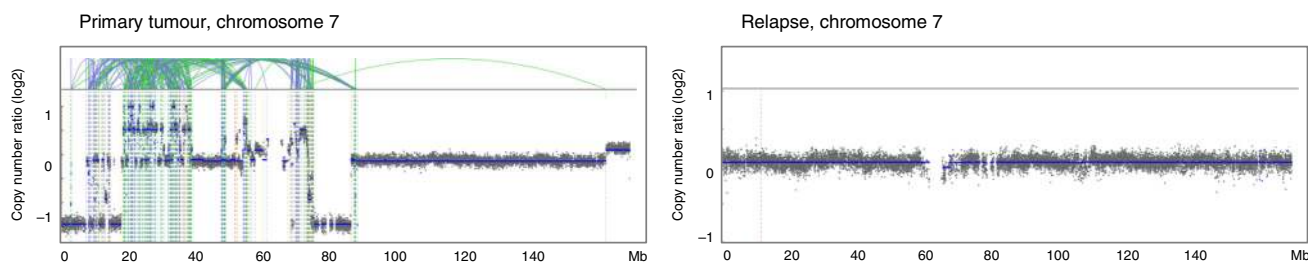 Primary tumour, chromosome 7
Copy number ratio (log2)
1
0
−1
0 20 40 60 80 100 120 140 Mb
Relapse, chromosome 7
Copy number ratio (log2)
1
0
−1
0 20 40 60 80 100 120 140 Mb